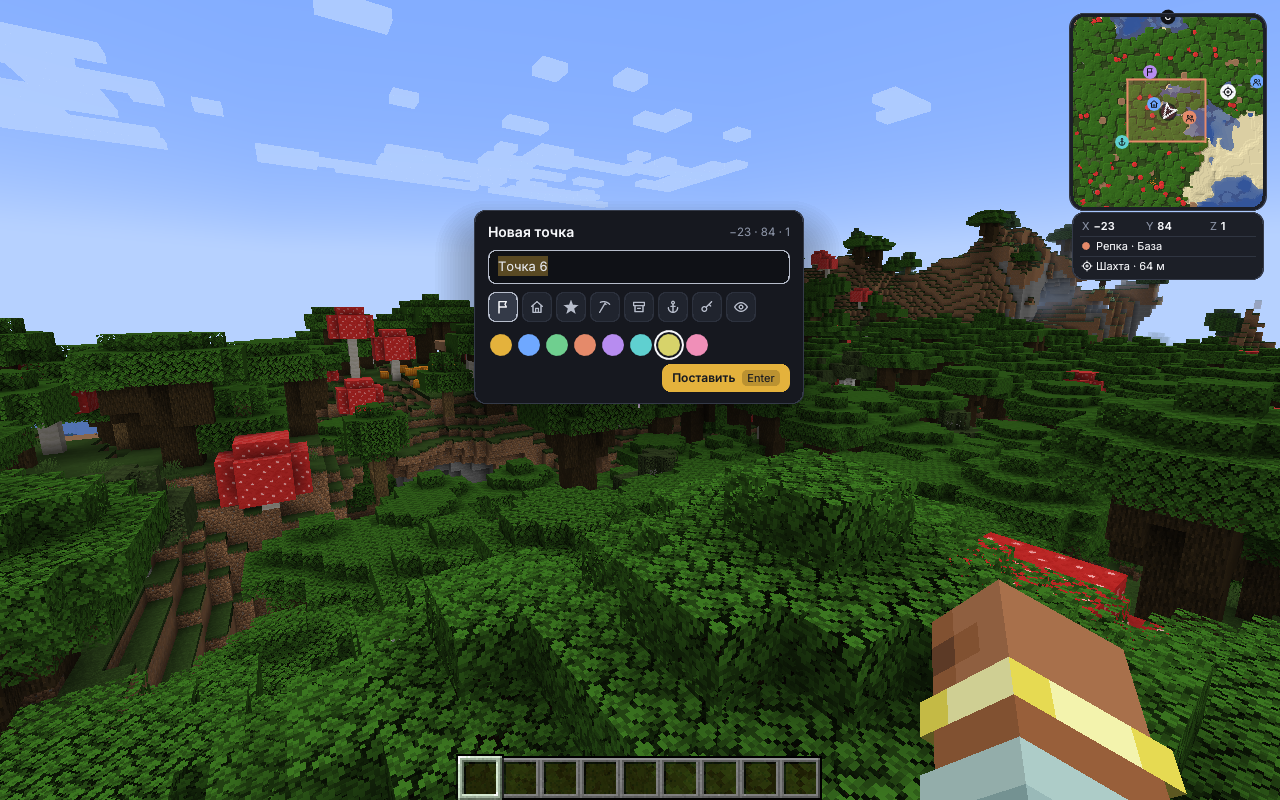 Новая точка
−23 · 84 · 1
Точка 6
Поставить Enter
X −23 Y 84 Z 1
Репка · База
Шахта · 64 м